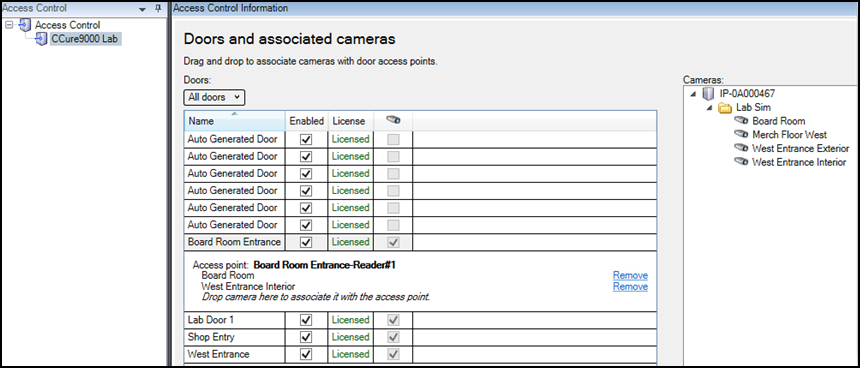 Access Control
Access Control Information
Access Control
CCure9000 Lab
Doors and associated cameras
Drag and drop to associate cameras with door access points.
Doors:
All doors
Name Enabled License
Auto Generated Door Licensed
Auto Generated Door Licensed
Auto Generated Door Licensed
Auto Generated Door Licensed
Auto Generated Door Licensed
Auto Generated Door Licensed
Board Room Entrance Licensed
Access point: Board Room Entrance-Reader#1
Board Room Remove
West Entrance Interior Remove
Drop camera here to associate it with the access point.
Lab Door 1 Licensed
Shop Entry Licensed
West Entrance Licensed
Cameras:
IP-0A000467
Lab Sim
Board Room
Merch Floor West
West Entrance Exterior
West Entrance Interior